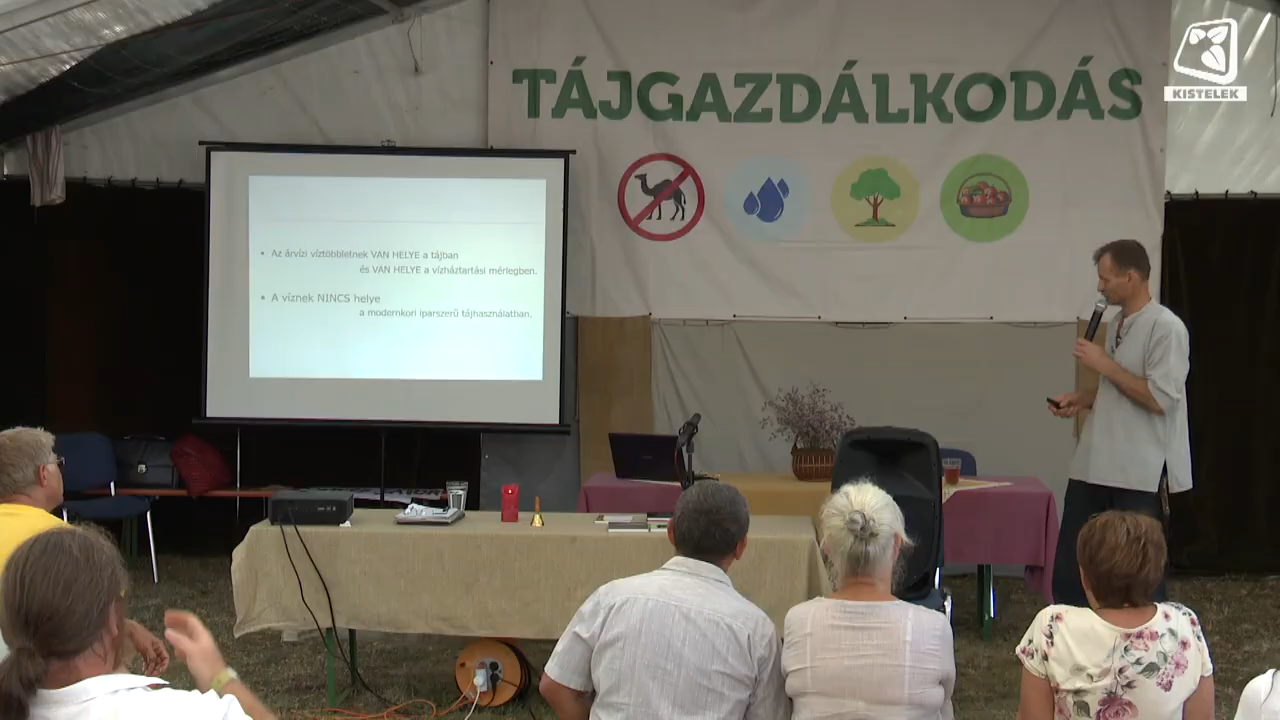 TÁJGAZDÁLKODÁS
KISTELEK
• Az árvízi víztöbbletnek VAN HELYE a tájban
és VAN HELYE a vízháztartási mérlegben.
• A víznek NINCS helye
a modernkori iparszerű tájhasználatban.